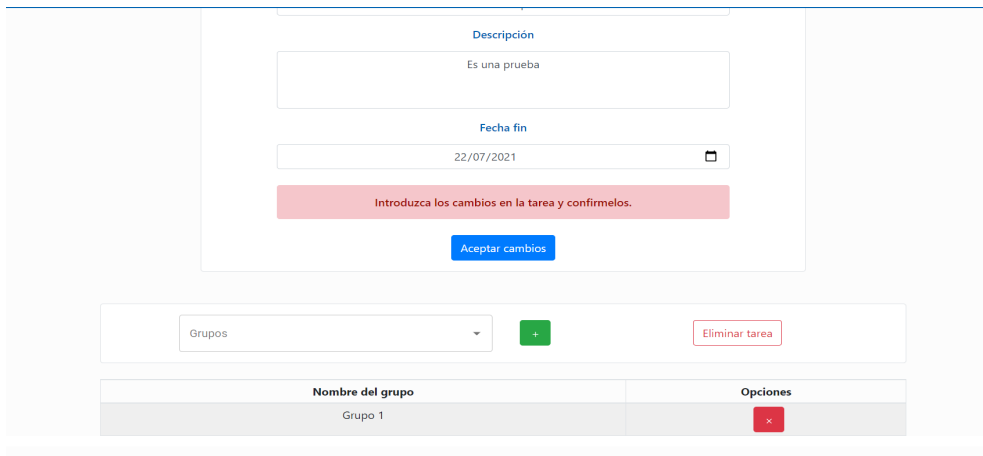 Descripción
Es una prueba
Fecha fin
22/07/2021
Introduzca los cambios en la tarea y confirmelos.
Aceptar cambios
Grupos
+
Eliminar tarea
Nombre del grupo Opciones
Grupo 1 ×